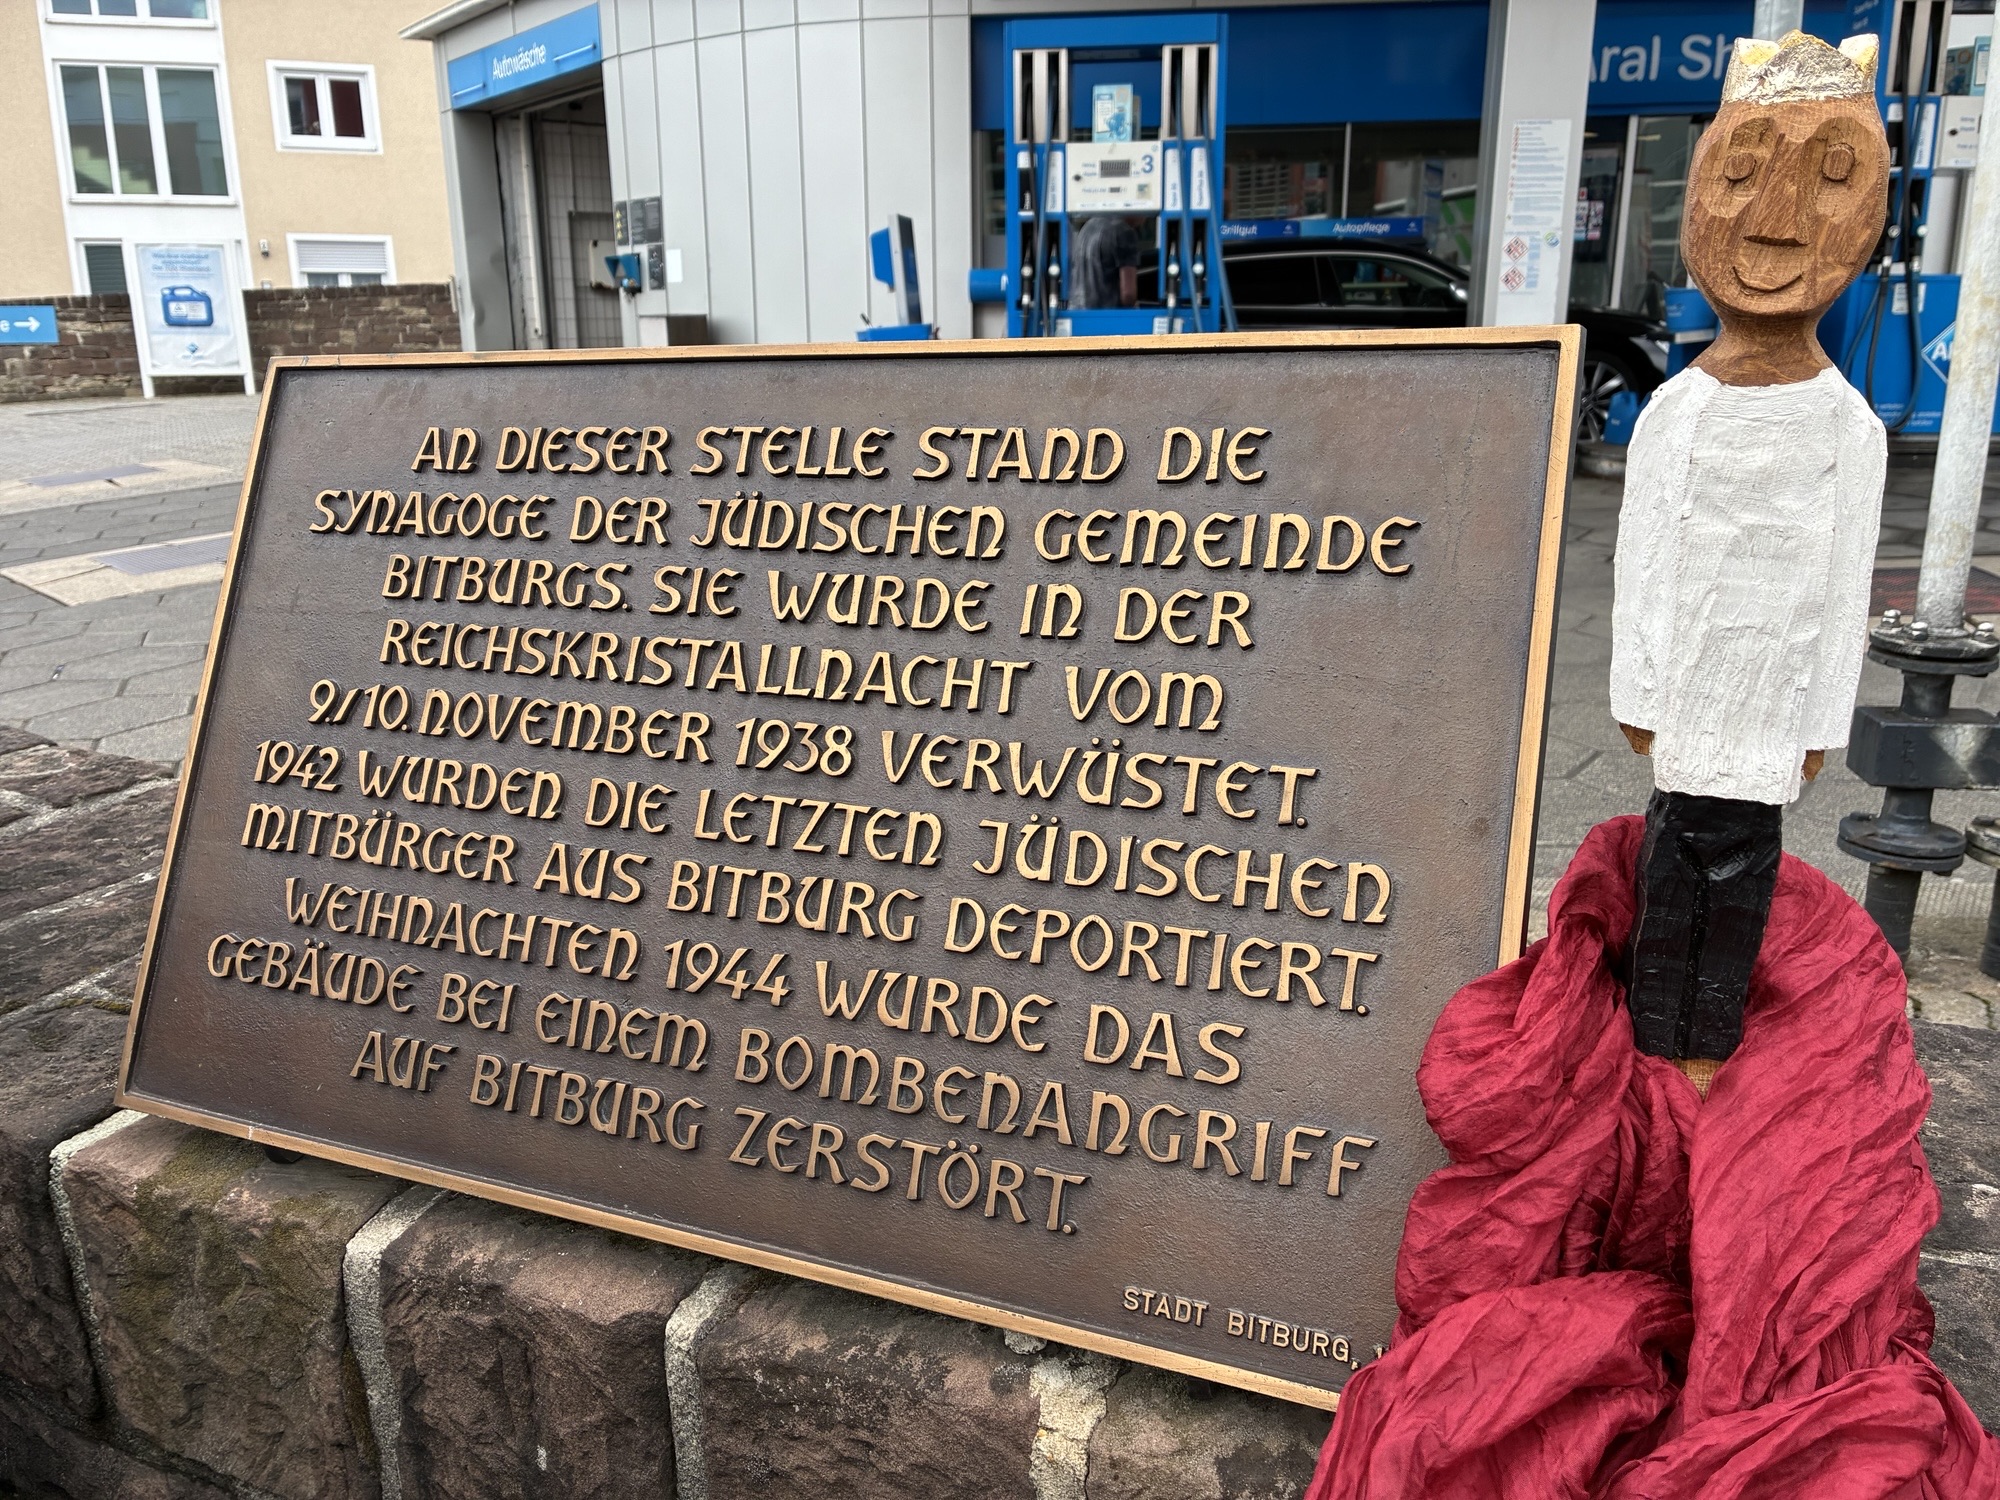 Autowäsche
Aral Sh
3
Grillgut
Autopflege
e →
AN DIESER STELLE STAND DIE
SYNAGOGE DER JÜDISCHEN GEMEINDE
BITBURGS. SIE WURDE IN DER
REICHSKRISTALLNACHT VOM
9./10. NOVEMBER 1938 VERWÜSTET.
1942 WURDEN DIE LETZTEN JÜDISCHEN
MITBÜRGER AUS BITBURG DEPORTIERT.
WEIHNACHTEN 1944 WURDE DAS
GEBÄUDE BEI EINEM BOMBENANGRIFF
AUF BITBURG ZERSTÖRT.
STADT BITBURG,